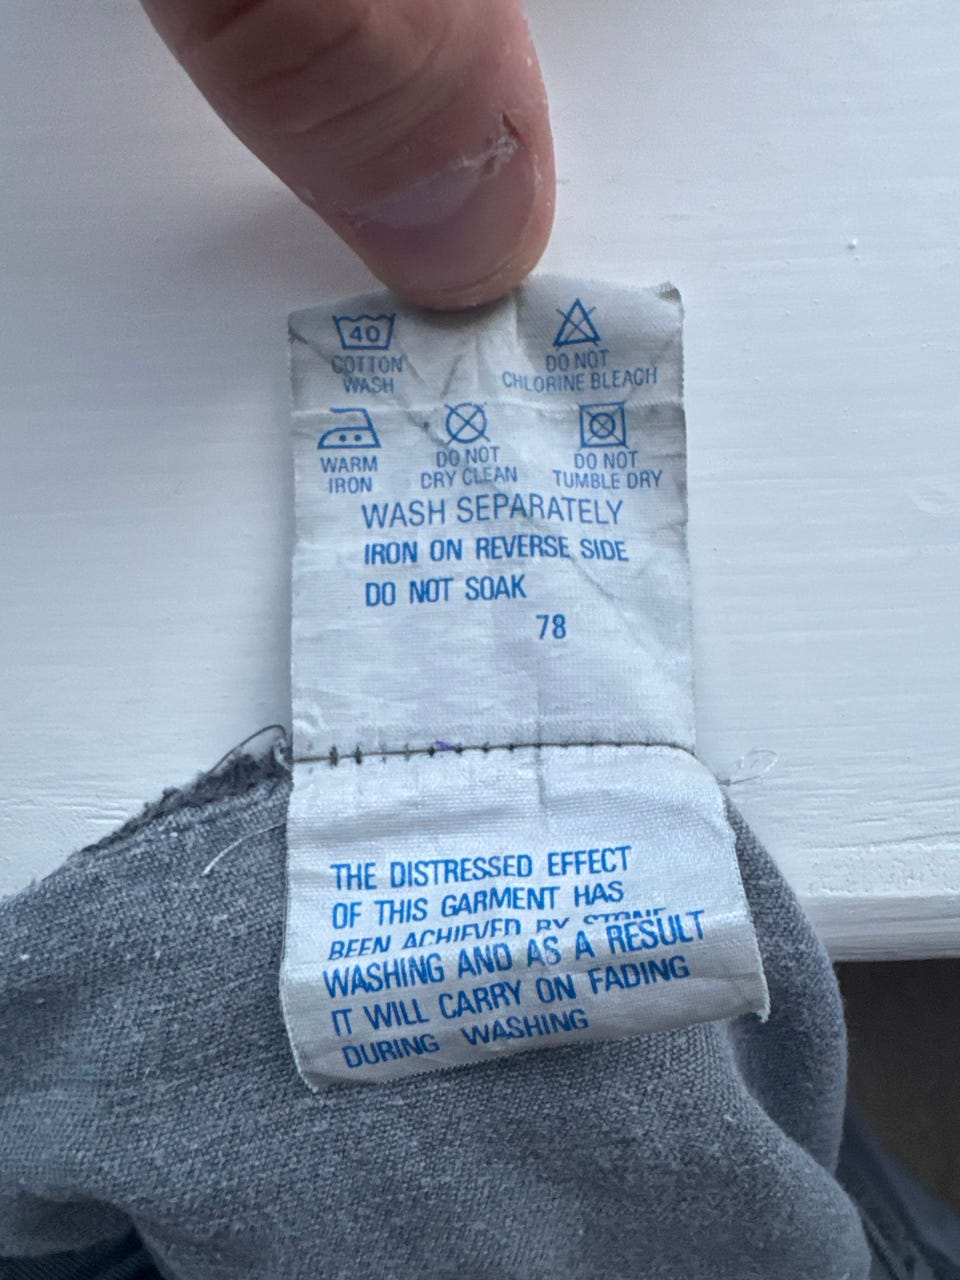 40
COTTON
WASH
DO NOT
CHLORINE BLEACH
WARM
IRON
DO NOT
DRY CLEAN
DO NOT
TUMBLE DRY
WASH SEPARATELY
IRON ON REVERSE SIDE
DO NOT SOAK
78
THE DISTRESSED EFFECT
OF THIS GARMENT HAS
BEEN ACHIEVED BY STONE
WASHING AND AS A RESULT
IT WILL CARRY ON FADING
DURING WASHING